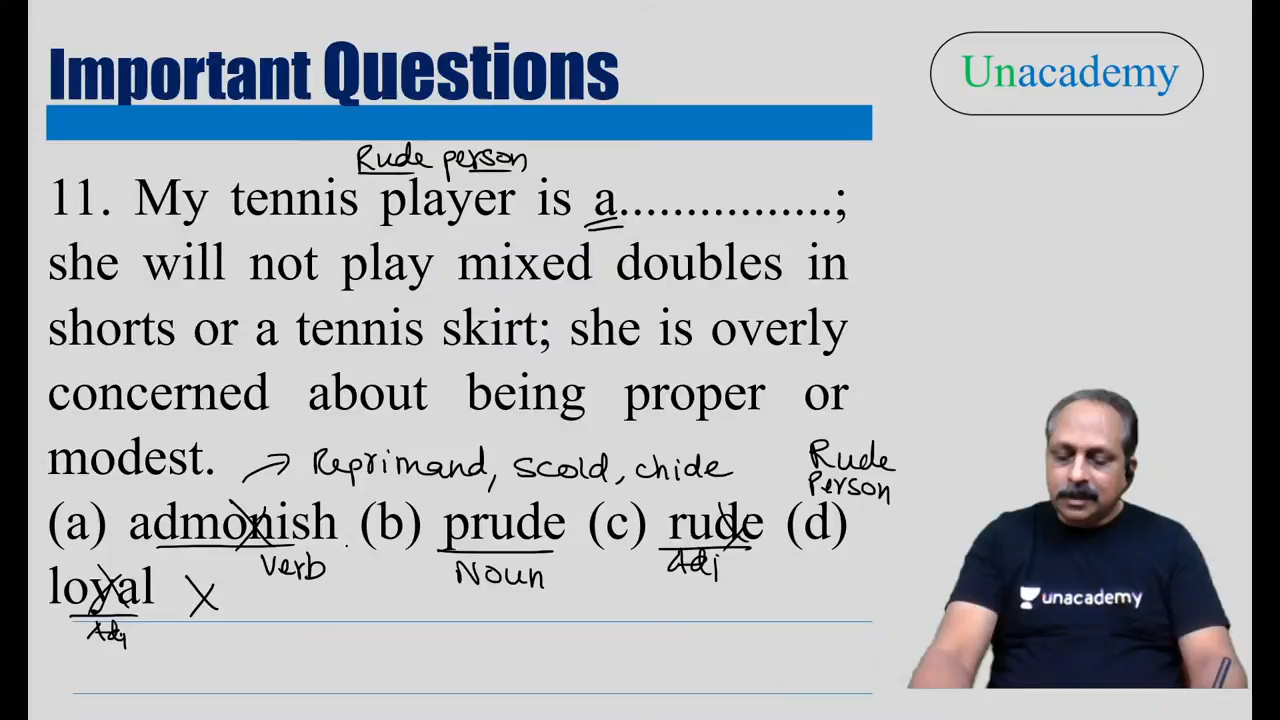 Important Questions
Unacademy
Rude person
11. My tennis player is a................;
she will not play mixed doubles in
shorts or a tennis skirt; she is overly
concerned about being proper or
modest.
Reprimand, scold, chide
Rude
Person
(a) admonish (b) prude (c) rude (d)
verb
Noun
Adj
loyal X
Adj
unacademy